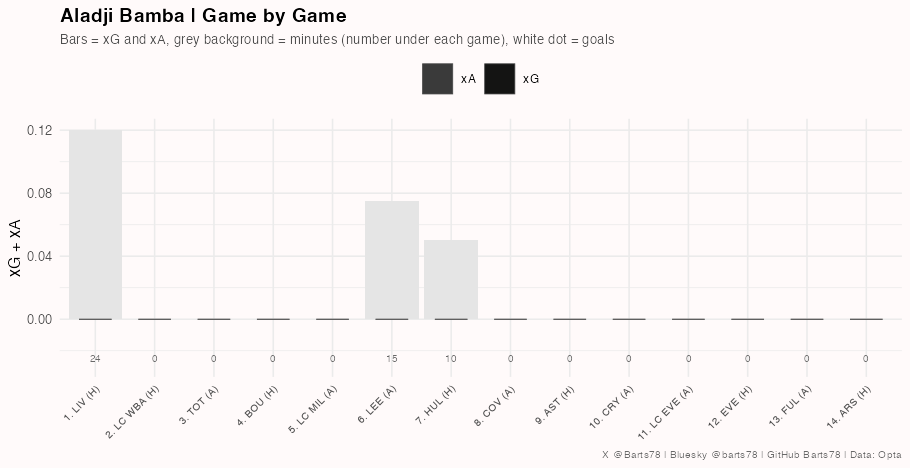 Aladji Bamba | Game by Game
Bars = xG and xA, grey background = minutes (number under each game), white dot = goals
xA xG
xG + xA
0.12
0.08
0.04
0.00
24 0 0 0 0 15 10 0 0 0 0 0 0 0
1. LIV (H)
2. LC WBA (H)
3. TOT (A)
4. BOU (H)
5. LC MIL (A)
6. LEE (A)
7. HUL (H)
8. COV (A)
9. AST (H)
10. CRY (A)
11. LC EVE (A)
12. EVE (H)
13. FUL (A)
14. ARS (H)
X @Barts78 | Bluesky @barts78 | GitHub Barts78 | Data: Opta